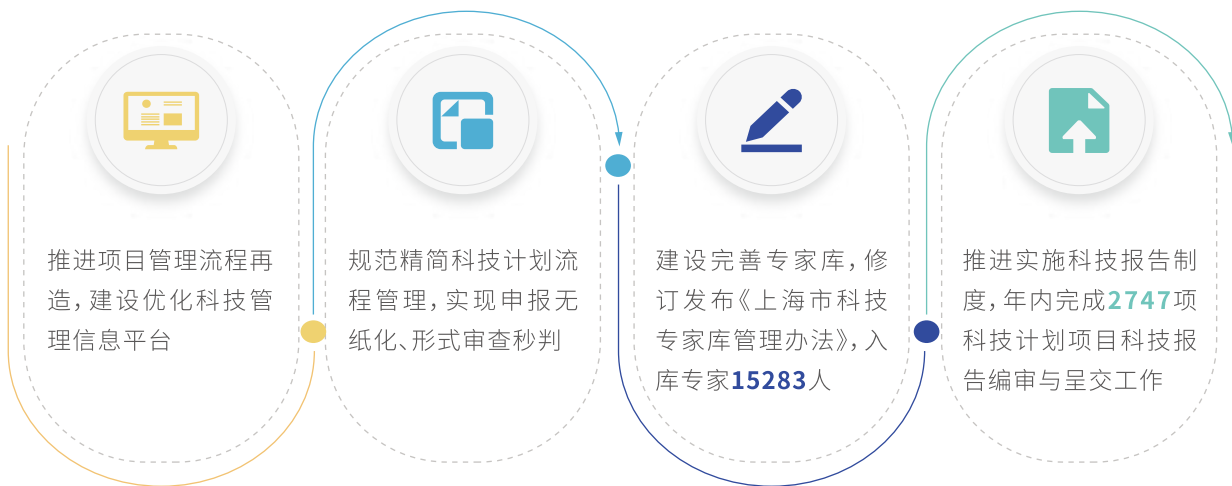 推进项目管理流程再
造，建设优化科技管
理信息平台
规范精简科技计划流
程管理，实现申报无
纸化、形式审查秒判
建设完善专家库，修
订发布《上海市科技
专家库管理办法》，入
库专家15283人
推进实施科技报告制
度，年内完成2747项
科技计划项目科技报
告编审与呈交工作